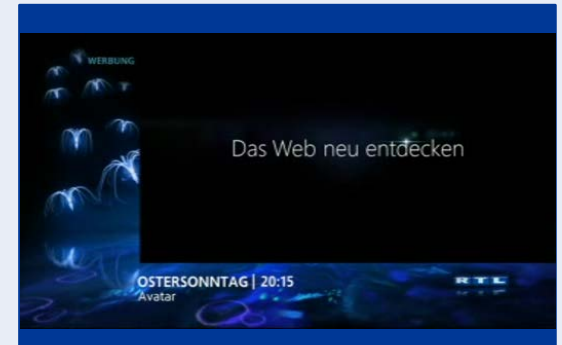 WERBUNG
Das Web neu entdecken
OSTERSONNTAG | 20:15
Avatar
RTL